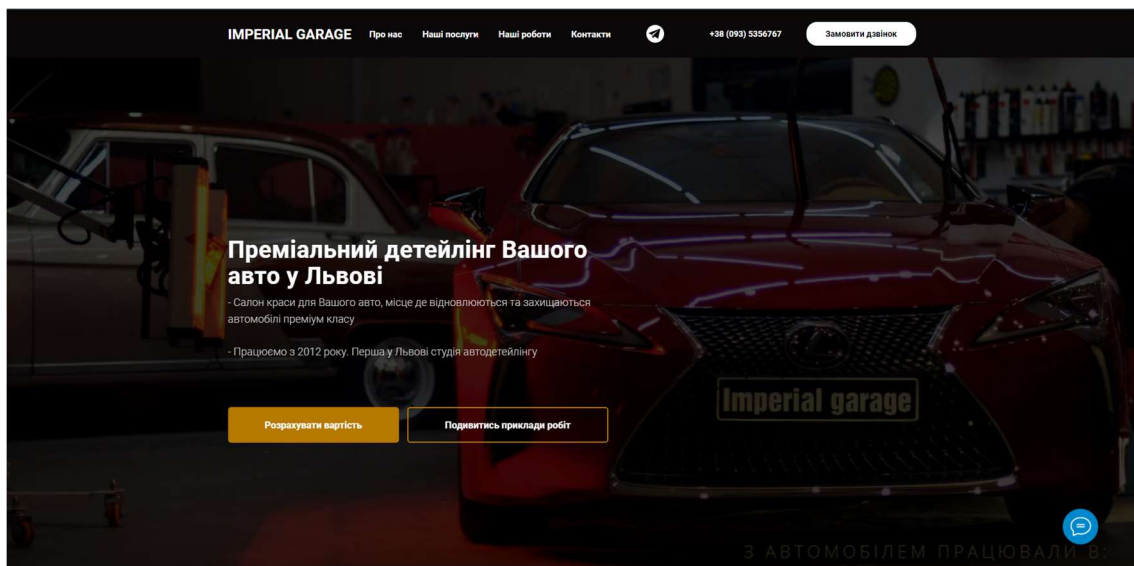 IMPERIAL GARAGE Про нас Наші послуги Наші роботи Контакти +38 (093) 5356767 Замовити дзвінок
Преміальний детейлінг Вашого
авто у Львові
- Салон краси для Вашого авто, місце де відновлюються та захищаються
автомобілі преміум класу
- Працюємо з 2012 року. Перша у Львові студія автодетейлінгу
Imperial garage
Розрахувати вартість Подивитись приклади робіт
З АВТОМОБІЛЕМ ПРАЦЮВАЛИ В: